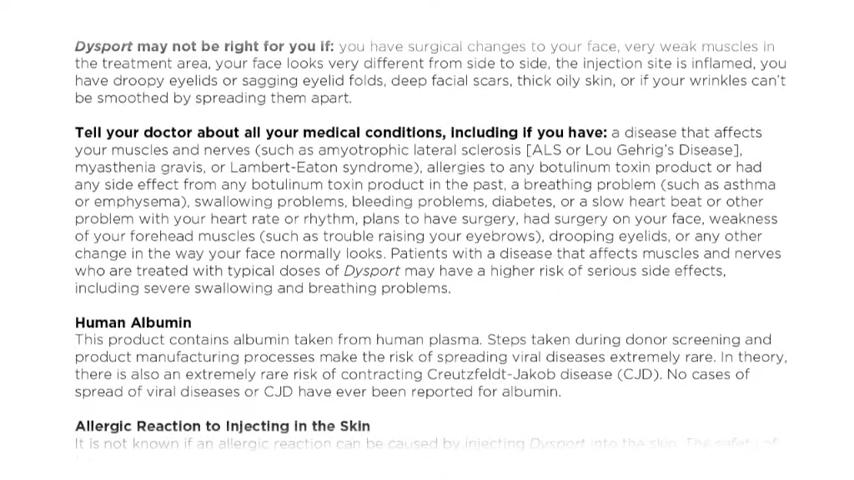 Dysport may not be right for you if: you have surgical changes to your face, very weak muscles in
the treatment area, your face looks very different from side to side, the injection site is inflamed, you
have droopy eyelids or sagging eyelid folds, deep facial scars, thick oily skin, or if your wrinkles can't
be smoothed by spreading them apart.
Tell your doctor about all your medical conditions, including if you have: a disease that affects
your muscles and nerves (such as amyotrophic lateral sclerosis [ALS or Lou Gehrig's Disease],
myasthenia gravis, or Lambert-Eaton syndrome), allergies to any botulinum toxin product or had
any side effect from any botulinum toxin product in the past, a breathing problem (such as asthma
or emphysema), swallowing problems, bleeding problems, diabetes, or a slow heart beat or other
problem with your heart rate or rhythm, plans to have surgery, had surgery on your face, weakness
of your forehead muscles (such as trouble raising your eyebrows), drooping eyelids, or any other
change in the way your face normally looks. Patients with a disease that affects muscles and nerves
who are treated with typical doses of Dysport may have a higher risk of serious side effects,
including severe swallowing and breathing problems.
Human Albumin
This product contains albumin taken from human plasma. Steps taken during donor screening and
product manufacturing processes make the risk of spreading viral diseases extremely rare. In theory,
there is also an extremely rare risk of contracting Creutzfeldt-Jakob disease (CJD). No cases of
spread of viral diseases or CJD have ever been reported for albumin.
Allergic Reaction to Injecting in the Skin
It is not known if an allergic reaction can be caused by injecting Dysport into the skin. The safety of